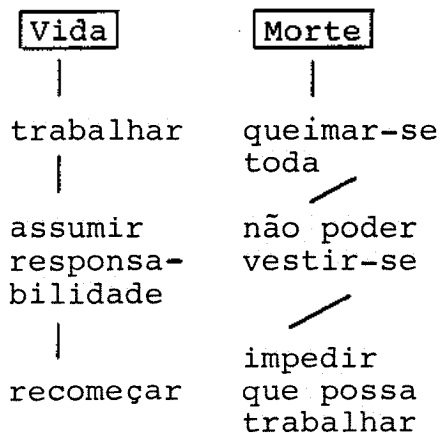 Vida
trabalhar
assumir
responsa-
bilidade
recomeçar
Morte
queimar-se
toda
não poder
vestir-se
impedir
que possa
trabalhar